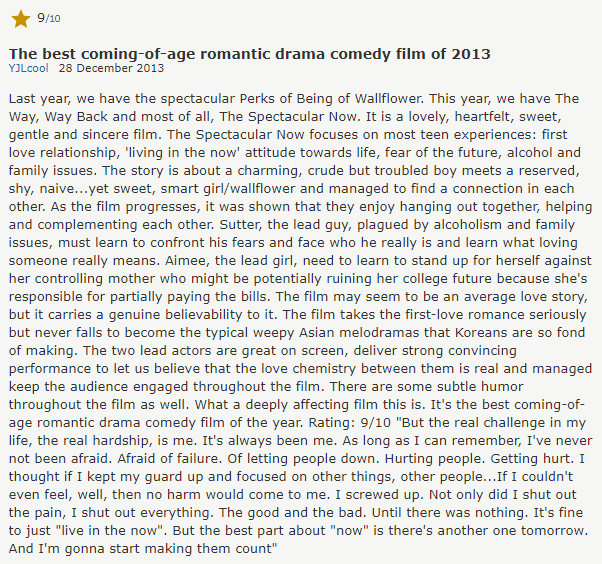 9/10
The best coming-of-age romantic drama comedy film of 2013
YJLcool 28 December 2013
Last year, we have the spectacular Perks of Being of Wallflower. This year, we have The
Way, Way Back and most of all, The Spectacular Now. It is a lovely, heartfelt, sweet,
gentle and sincere film. The Spectacular Now focuses on most teen experiences: first
love relationship, 'living in the now' attitude towards life, fear of the future, alcohol and
family issues. The story is about a charming, crude but troubled boy meets a reserved,
shy, naive...yet sweet, smart girl/wallflower and managed to find a connection in each
other. As the film progresses, it was shown that they enjoy hanging out together, helping
and complementing each other. Sutter, the lead guy, plagued by alcoholism and family
issues, must learn to confront his fears and face who he really is and learn what loving
someone really means. Aimee, the lead girl, need to learn to stand up for herself against
her controlling mother who might be potentially ruining her college future because she's
responsible for partially paying the bills. The film may seem to be an average love story,
but it carries a genuine believability to it. The film takes the first-love romance seriously
but never falls to become the typical weepy Asian melodramas that Koreans are so fond
of making. The two lead actors are great on screen, deliver strong convincing
performance to let us believe that the love chemistry between them is real and managed
keep the audience engaged throughout the film. There are some subtle humor
throughout the film as well. What a deeply affecting film this is. It's the best coming-of-
age romantic drama comedy film of the year. Rating: 9/10 "But the real challenge in my
life, the real hardship, is me. It's always been me. As long as I can remember, I've never
not been afraid. Afraid of failure. Of letting people down. Hurting people. Getting hurt. I
thought if I kept my guard up and focused on other things, other people...If I couldn't
even feel, well, then no harm would come to me. I screwed up. Not only did I shut out
the pain, I shut out everything. The good and the bad. Until there was nothing. It's fine
to just "live in the now". But the best part about "now" is there's another one tomorrow.
And I'm gonna start making them count"